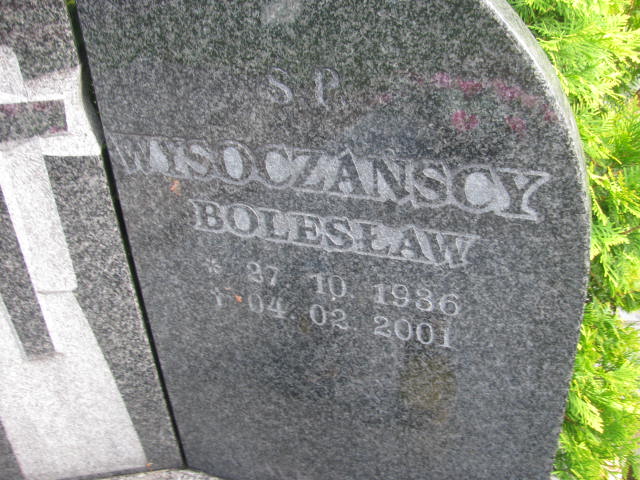 S.P.
WYSOCZAŃSCY
BOLESŁAW
* 27. 10. 1936
† 04. 02. 2001